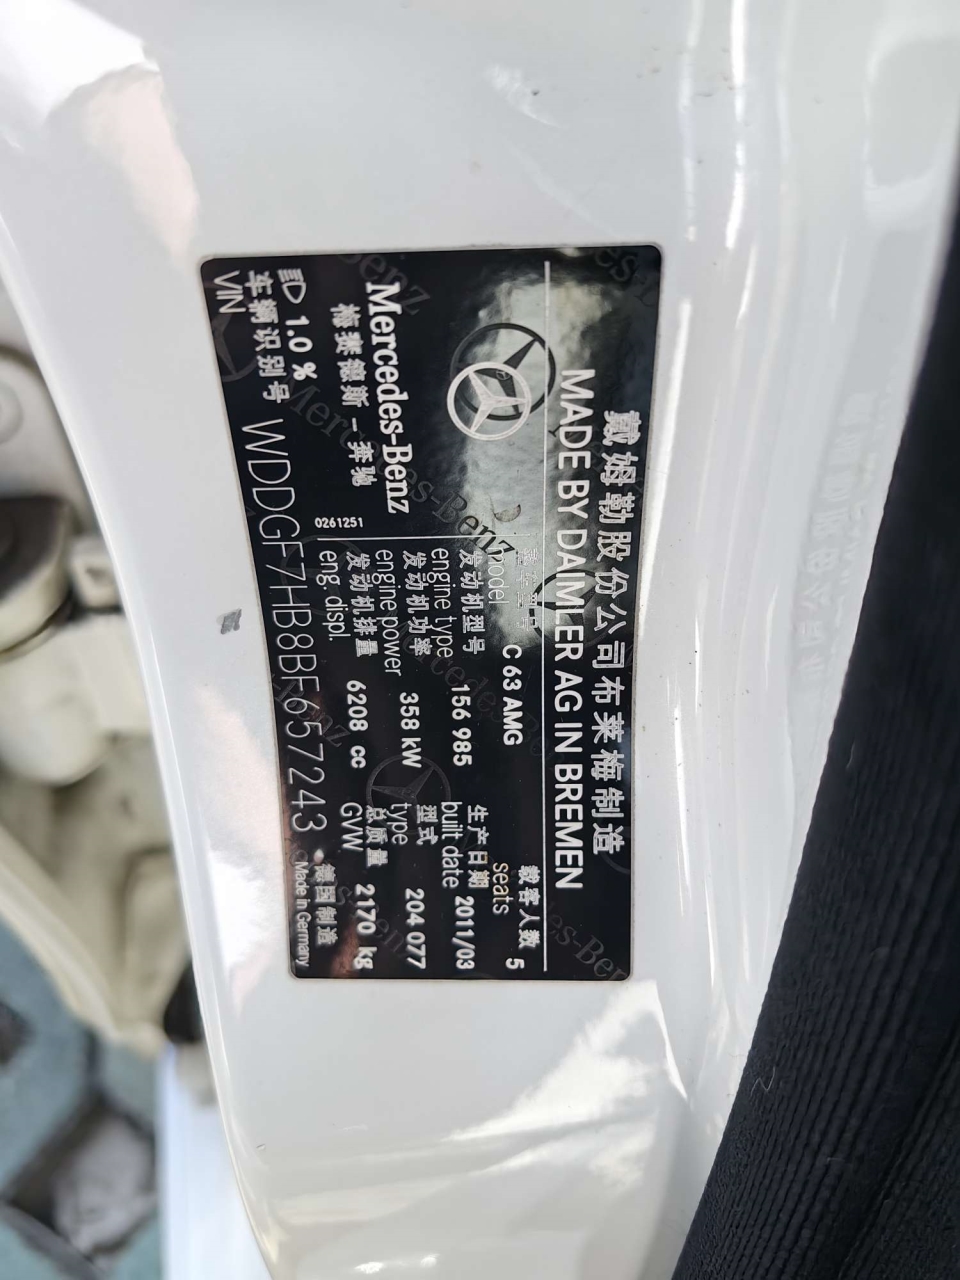 戴姆勒股份公司布莱梅制造
MADE BY DAIMLER AG IN BREMEN
Mercedes-Benz
梅赛德斯－奔驰
0261251
整车型号
model C 63 AMG
载客人数 5
seats
发动机型号
engine type 156 985
生产日期
built date 2011/03
发动机功率
engine power 358 kW
型式
type 204 077
发动机排量
eng. displ. 6208 cc
总质量
GVW 2170 kg
1.0 %
车辆识别号
VIN WDDGF7HB8BF657243
德国制造
Made in Germany